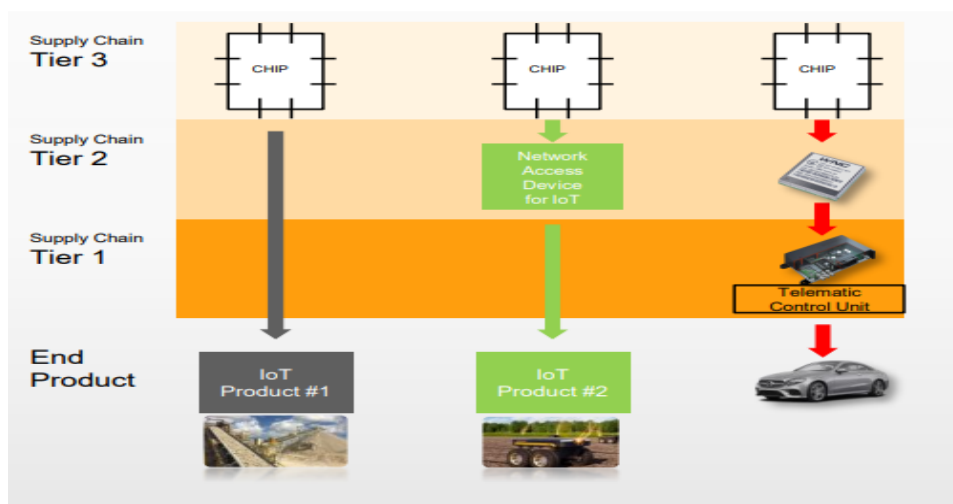 Supply Chain
Tier 3
CHIP
CHIP
CHIP
Supply Chain
Tier 2
Network
Access
Device
for IoT
WNC
Supply Chain
Tier 1
Telematic
Control Unit
End
Product
IoT
Product #1
IoT
Product #2